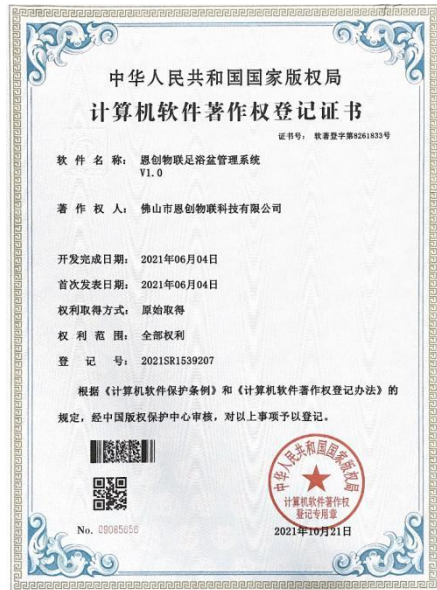 中华人民共和国国家版权局
计算机软件著作权登记证书
证书号： 软著登字第8261833号
软件名称： 恩创物联足浴盆管理系统
V1.0
著作权人： 佛山市恩创物联科技有限公司
开发完成日期： 2021年06月04日
首次发表日期： 2021年06月04日
权利取得方式： 原始取得
权利范围： 全部权利
登记号： 2021SR1539207
根据《计算机软件保护条例》和《计算机软件著作权登记办法》的
规定，经中国版权保护中心审核，对以上事项予以登记。
中华人民共和国国家版权局
计算机软件著作权
登记专用章
No.
2021年10月21日